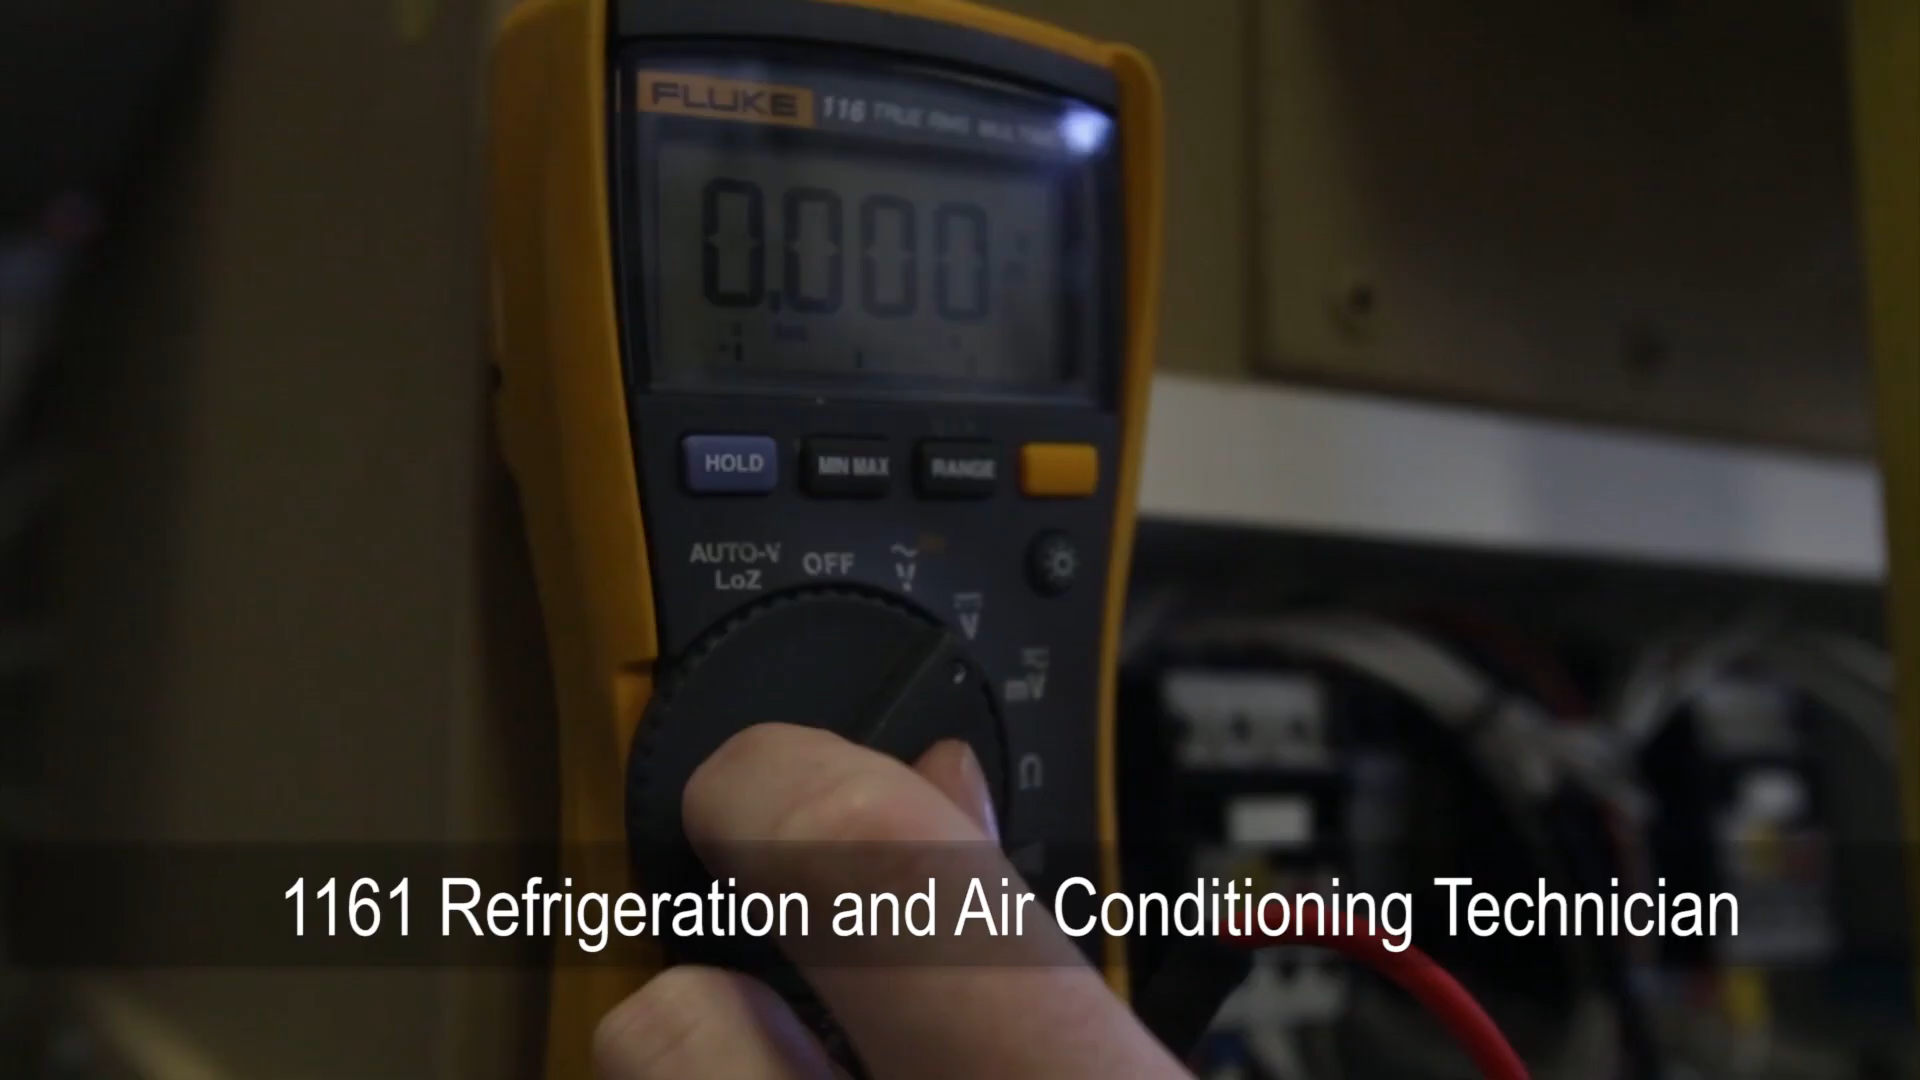 FLUKE 116 TRUE RMS MULTIMETER
0.000
HOLD MIN MAX RANGE
AUTO-V OFF V
LoZ
V
mV
Ω
1161 Refrigeration and Air Conditioning Technician